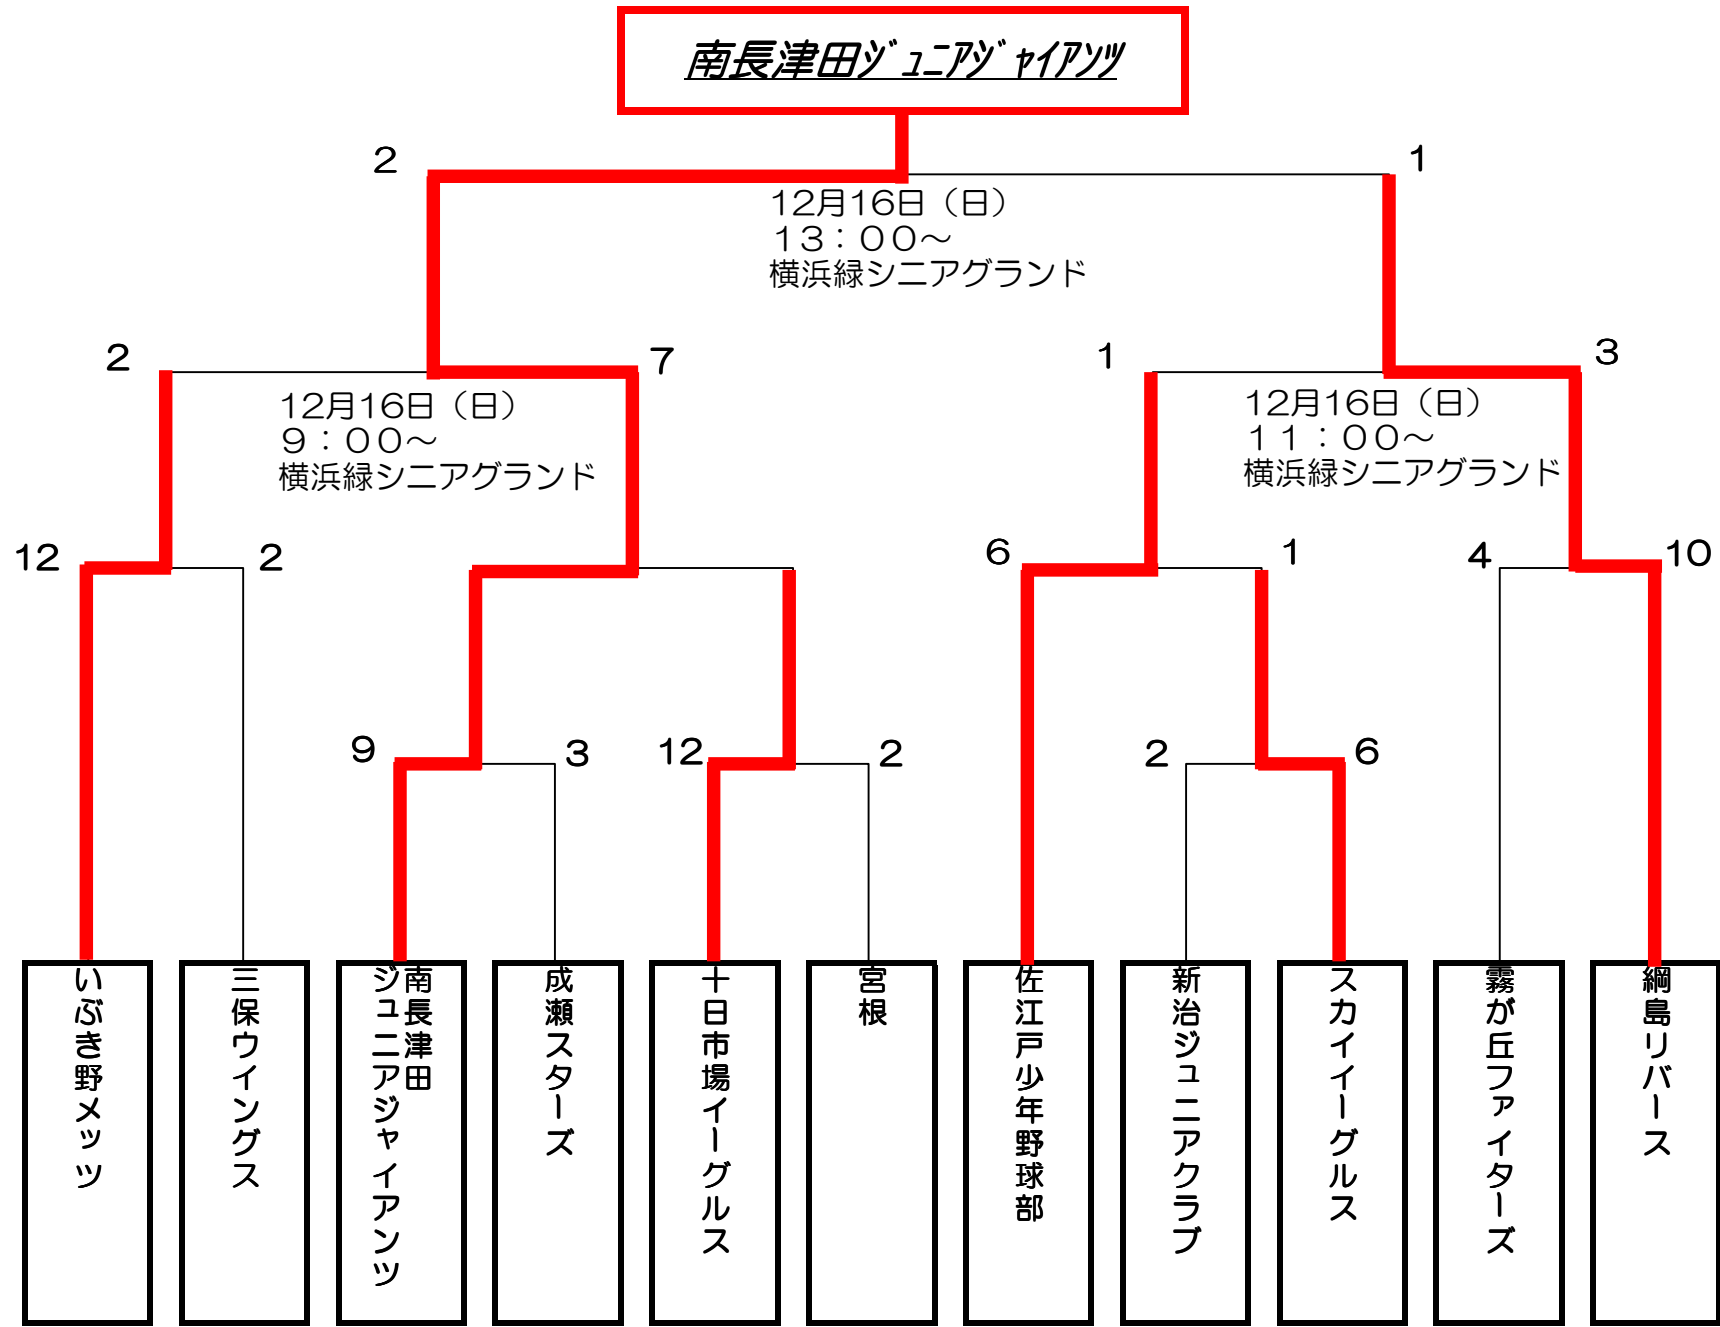 南長津田ｼﾞｭﾆｱｼﾞｬｲｱﾝﾂ
2
1
12月16日（日）
13：００～
横浜緑シニアグランド
2
7
1
3
12月16日（日）
9：００～
横浜緑シニアグランド
12月16日（日）
11：００～
横浜緑シニアグランド
12
2
6
1
4
10
9
3
12
2
2
6
いぶき野メッツ
三保ウイングス
南長津田
ジュニアジャイアンツ
成瀬スターズ
十日市場イーグルス
宮根
佐江戸少年野球部
新治ジュニアクラブ
スカイイーグルス
霧が丘ファイターズ
綱島リバース